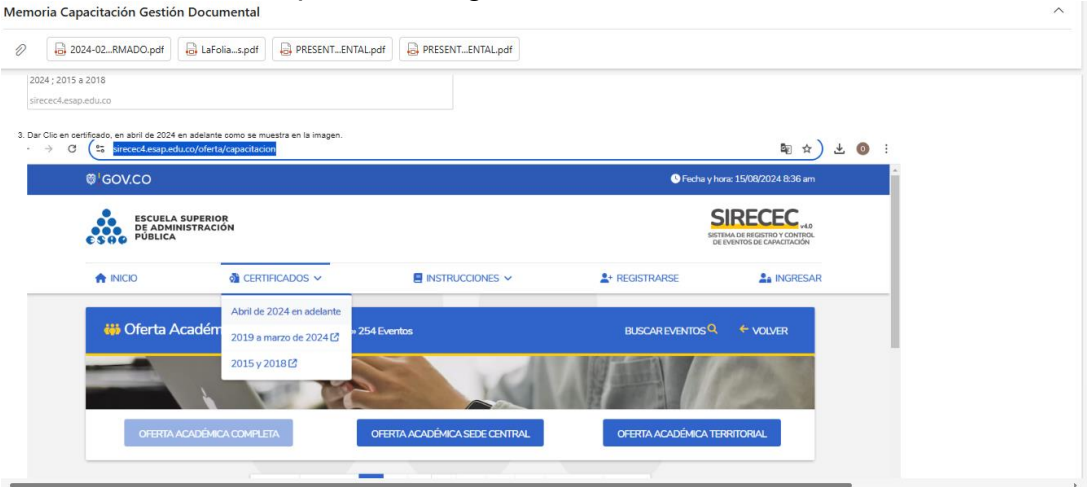 Memoria Capacitación Gestión Documental
2024-02...RMADO.pdf
LaFolia...s.pdf
PRESENT...ENTAL.pdf
PRESENT...ENTAL.pdf
2024 ; 2015 a 2018
sirecec4.esap.edu.co
3. Dar Clic en certificado, en abril de 2024 en adelante como se muestra en la imagen.
sirecec4.esap.edu.co/oferta/capacitacion
GOV.CO
Fecha y hora: 15/08/2024 8:36 am
esap
ESCUELA SUPERIOR
DE ADMINISTRACIÓN
PÚBLICA
SIRECEC v4.0
SISTEMA DE REGISTRO Y CONTROL
DE EVENTOS DE CAPACITACIÓN
INICIO
CERTIFICADOS
INSTRUCCIONES
REGISTRARSE
INGRESAR
Abril de 2024 en adelante
2019 a marzo de 2024
2015 y 2018
Oferta Académ
254 Eventos
BUSCAR EVENTOS
VOLVER
OFERTA ACADÉMICA COMPLETA
OFERTA ACADÉMICA SEDE CENTRAL
OFERTA ACADÉMICA TERRITORIAL